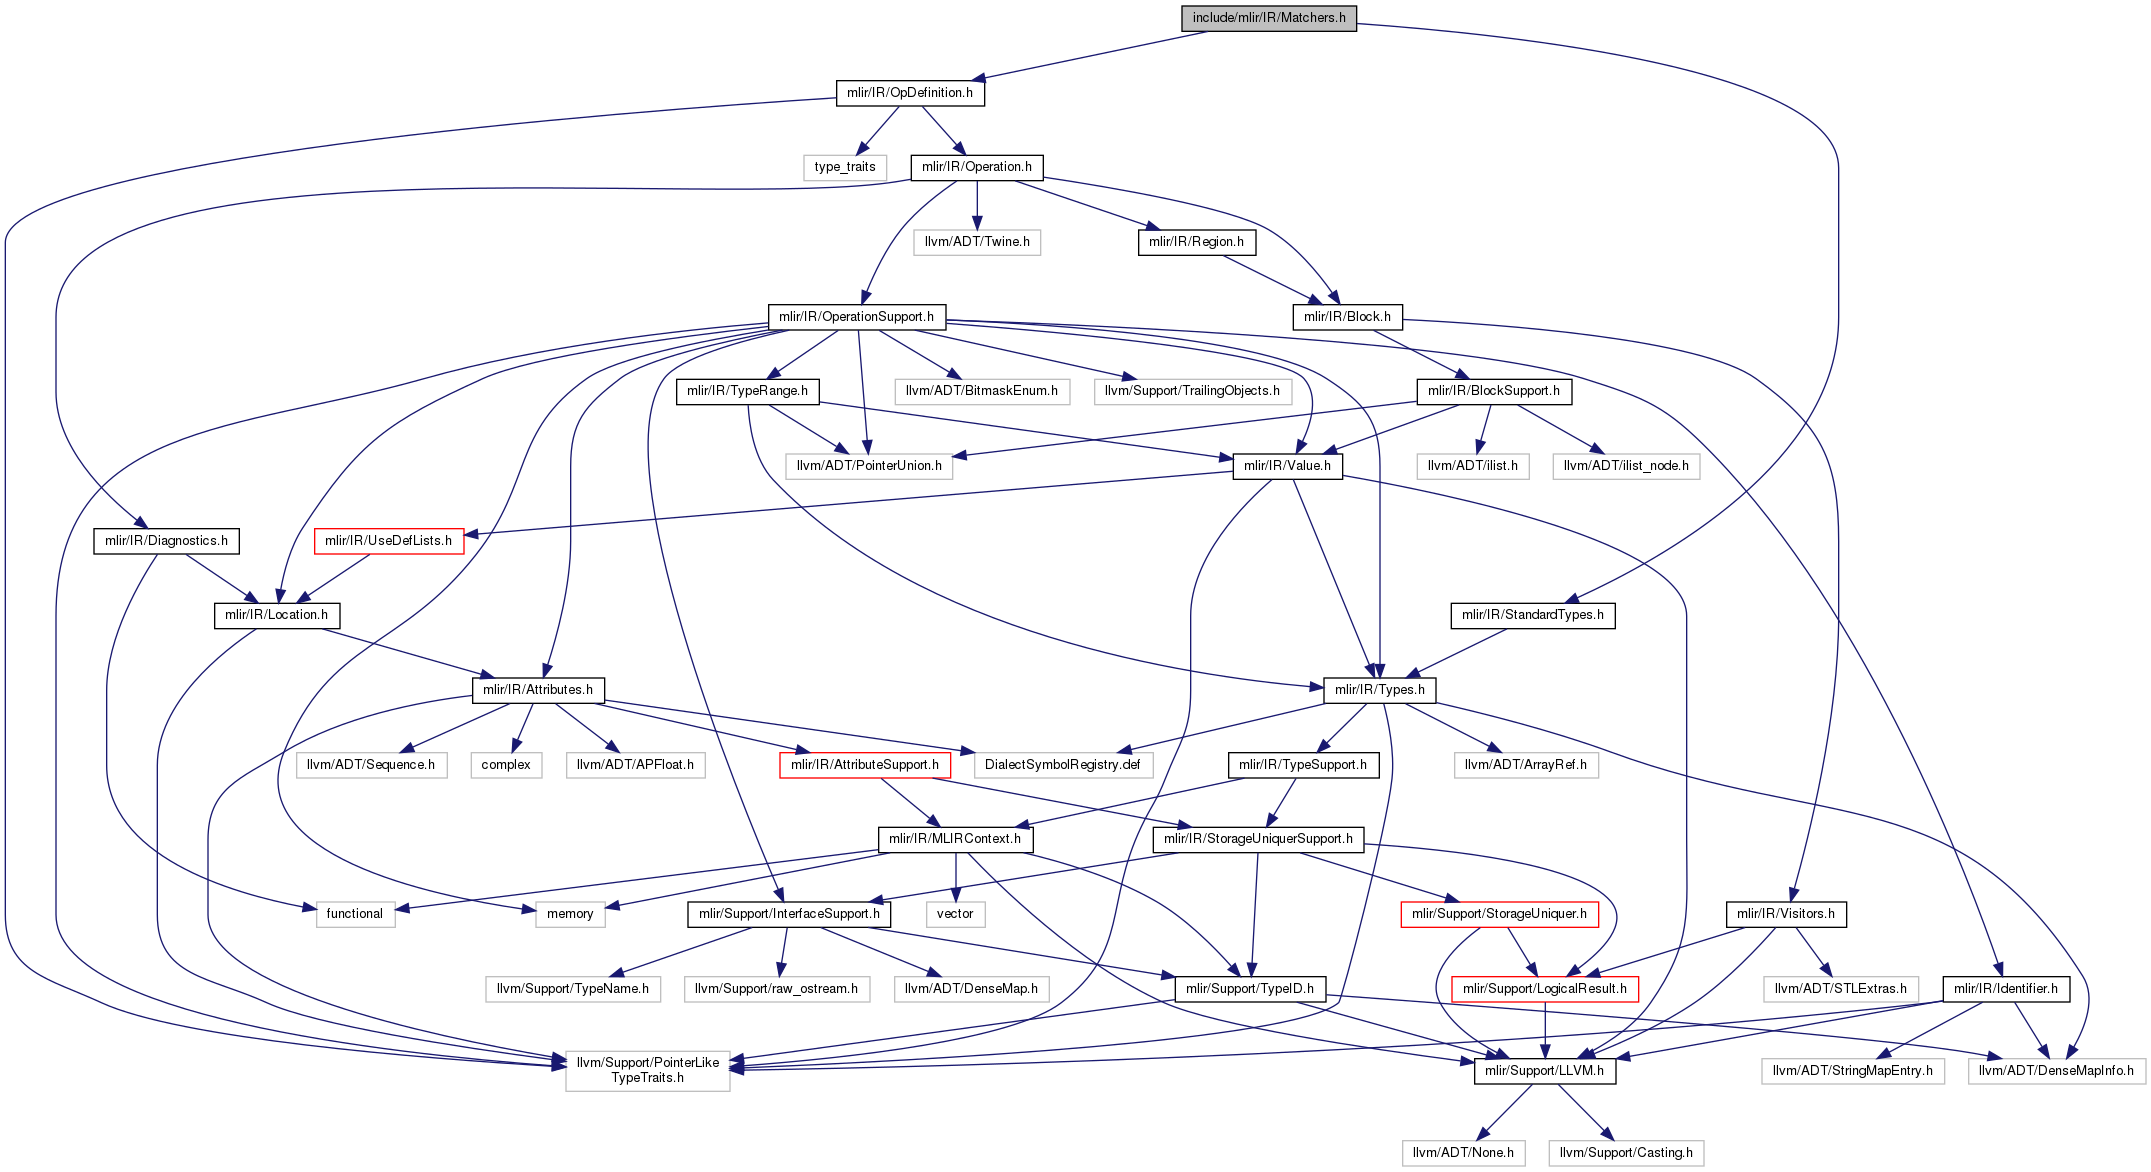 include/mlir/IR/Matchers.h
mlir/IR/OpDefinition.h
type_traits
mlir/IR/Operation.h
llvm/ADT/Twine.h
mlir/IR/Region.h
mlir/IR/OperationSupport.h
mlir/IR/Block.h
mlir/IR/TypeRange.h
llvm/ADT/BitmaskEnum.h
llvm/Support/TrailingObjects.h
mlir/IR/BlockSupport.h
llvm/ADT/PointerUnion.h
mlir/IR/Value.h
llvm/ADT/ilist.h
llvm/ADT/ilist_node.h
mlir/IR/Diagnostics.h
mlir/IR/UseDefLists.h
mlir/IR/Location.h
mlir/IR/StandardTypes.h
mlir/IR/Attributes.h
mlir/IR/Types.h
llvm/ADT/Sequence.h
complex
llvm/ADT/APFloat.h
mlir/IR/AttributeSupport.h
DialectSymbolRegistry.def
mlir/IR/TypeSupport.h
llvm/ADT/ArrayRef.h
mlir/IR/MLIRContext.h
mlir/IR/StorageUniquerSupport.h
functional
memory
mlir/Support/InterfaceSupport.h
vector
mlir/Support/StorageUniquer.h
mlir/IR/Visitors.h
llvm/Support/TypeName.h
llvm/Support/raw_ostream.h
llvm/ADT/DenseMap.h
mlir/Support/TypeID.h
mlir/Support/LogicalResult.h
llvm/ADT/STLExtras.h
mlir/IR/Identifier.h
llvm/Support/PointerLike
TypeTraits.h
mlir/Support/LLVM.h
llvm/ADT/StringMapEntry.h
llvm/ADT/DenseMapInfo.h
llvm/ADT/None.h
llvm/Support/Casting.h